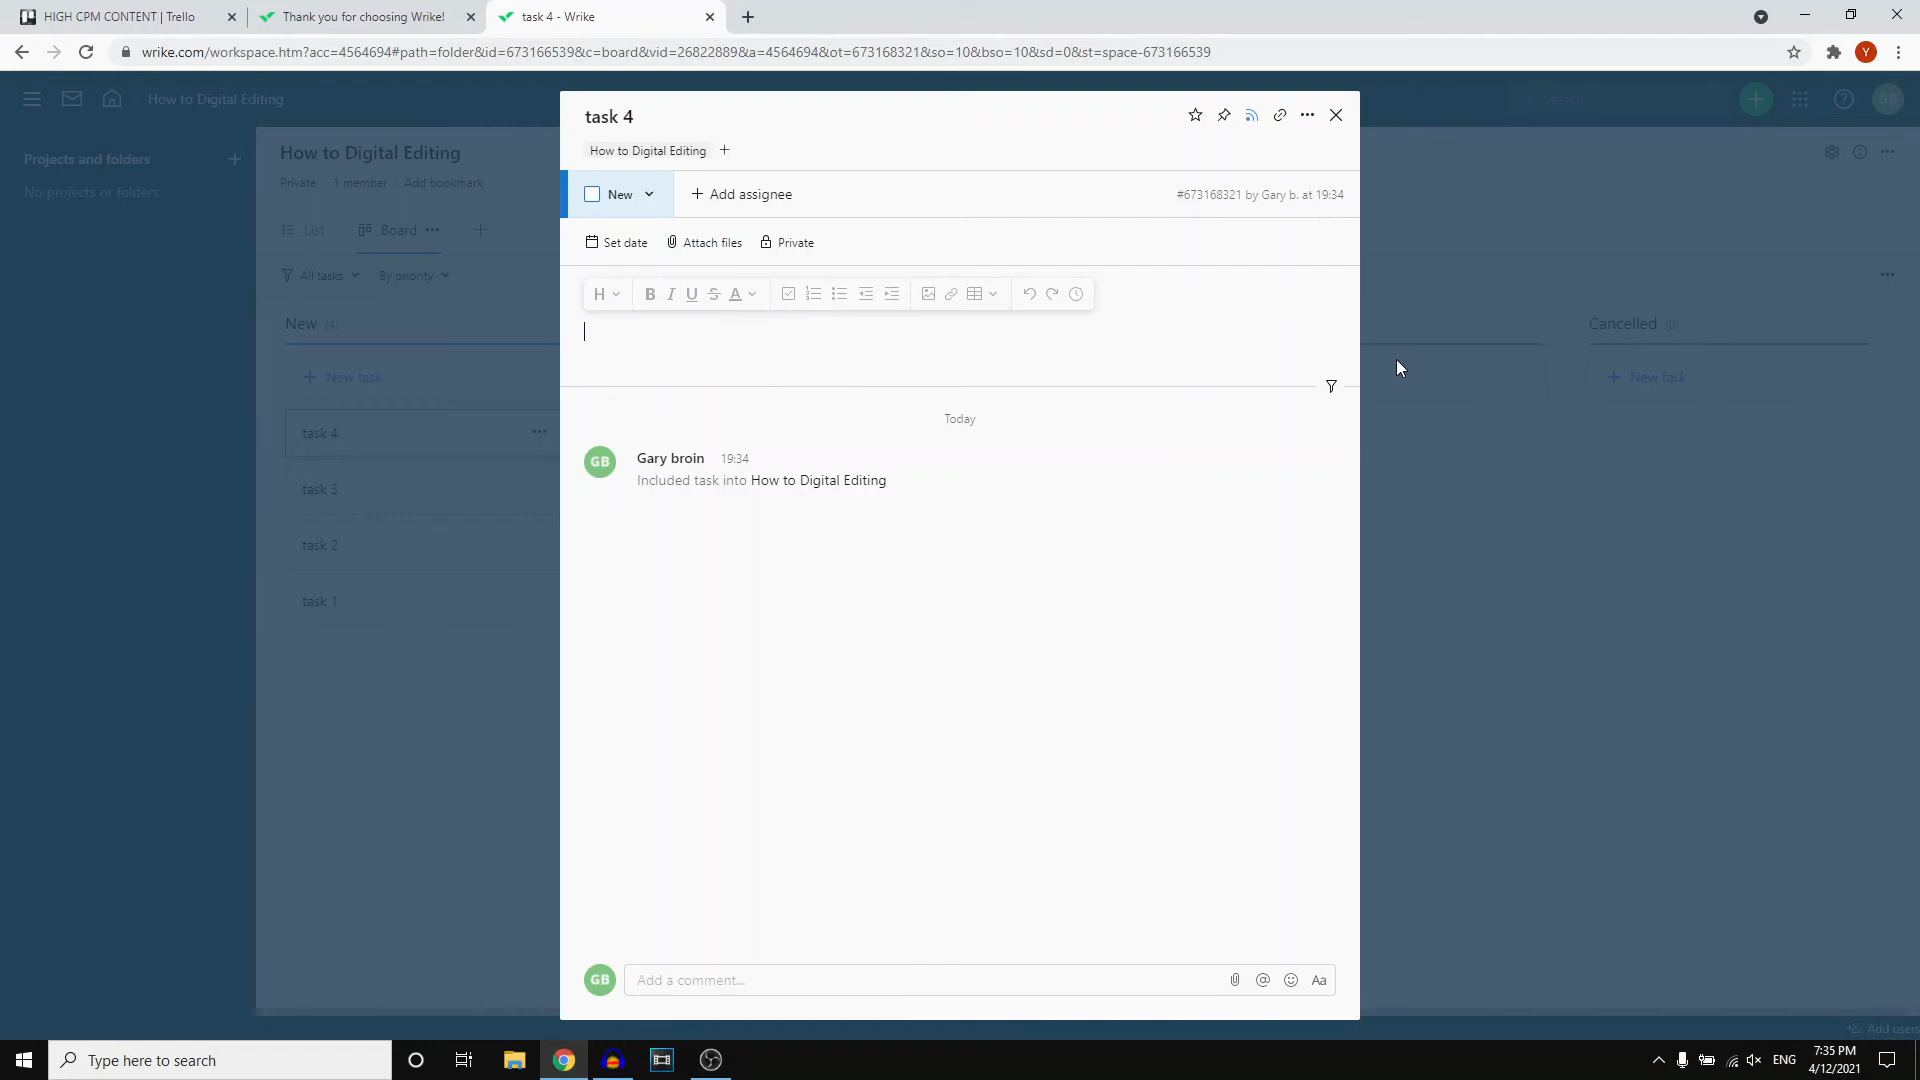 HIGH CPM CONTENT | Trello
Thank you for choosing Wrike!
task 4 - Wrike
wrike.com/workspace.htm?acc=4564694#path=folder&id=673166539&c=board&vid=26822889&a=4564694&ot=673168321&so=10&bso=10&sd=0&st=space-673166539
Y
How to Digital Editing
Search
GB
Projects and folders
No projects or folders
How to Digital Editing
Private 1 member Add bookmark
List Board
All tasks By priority
New (4)
New task
task 4
task 3
task 2
task 1
task 4
How to Digital Editing
New Add assignee #673168321 by Gary b. at 19:34
Set date Attach files Private
H B I U S A
Today
GB Gary broin 19:34
Included task into How to Digital Editing
GB Add a comment... @ Aa
Cancelled (0)
New task
Add users
Type here to search
ENG
7:35 PM
4/12/2021